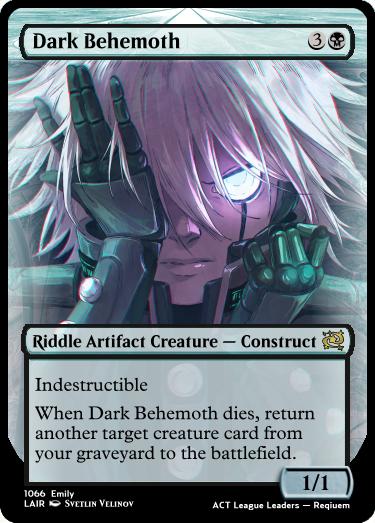 Dark Behemoth 3
Riddle Artifact Creature — Construct
Indestructible
When Dark Behemoth dies, return
another target creature card from
your graveyard to the battlefield.
1/1
1066 Emily
LAIR Svetlin Velinov
ACT League Leaders — Reqiuem